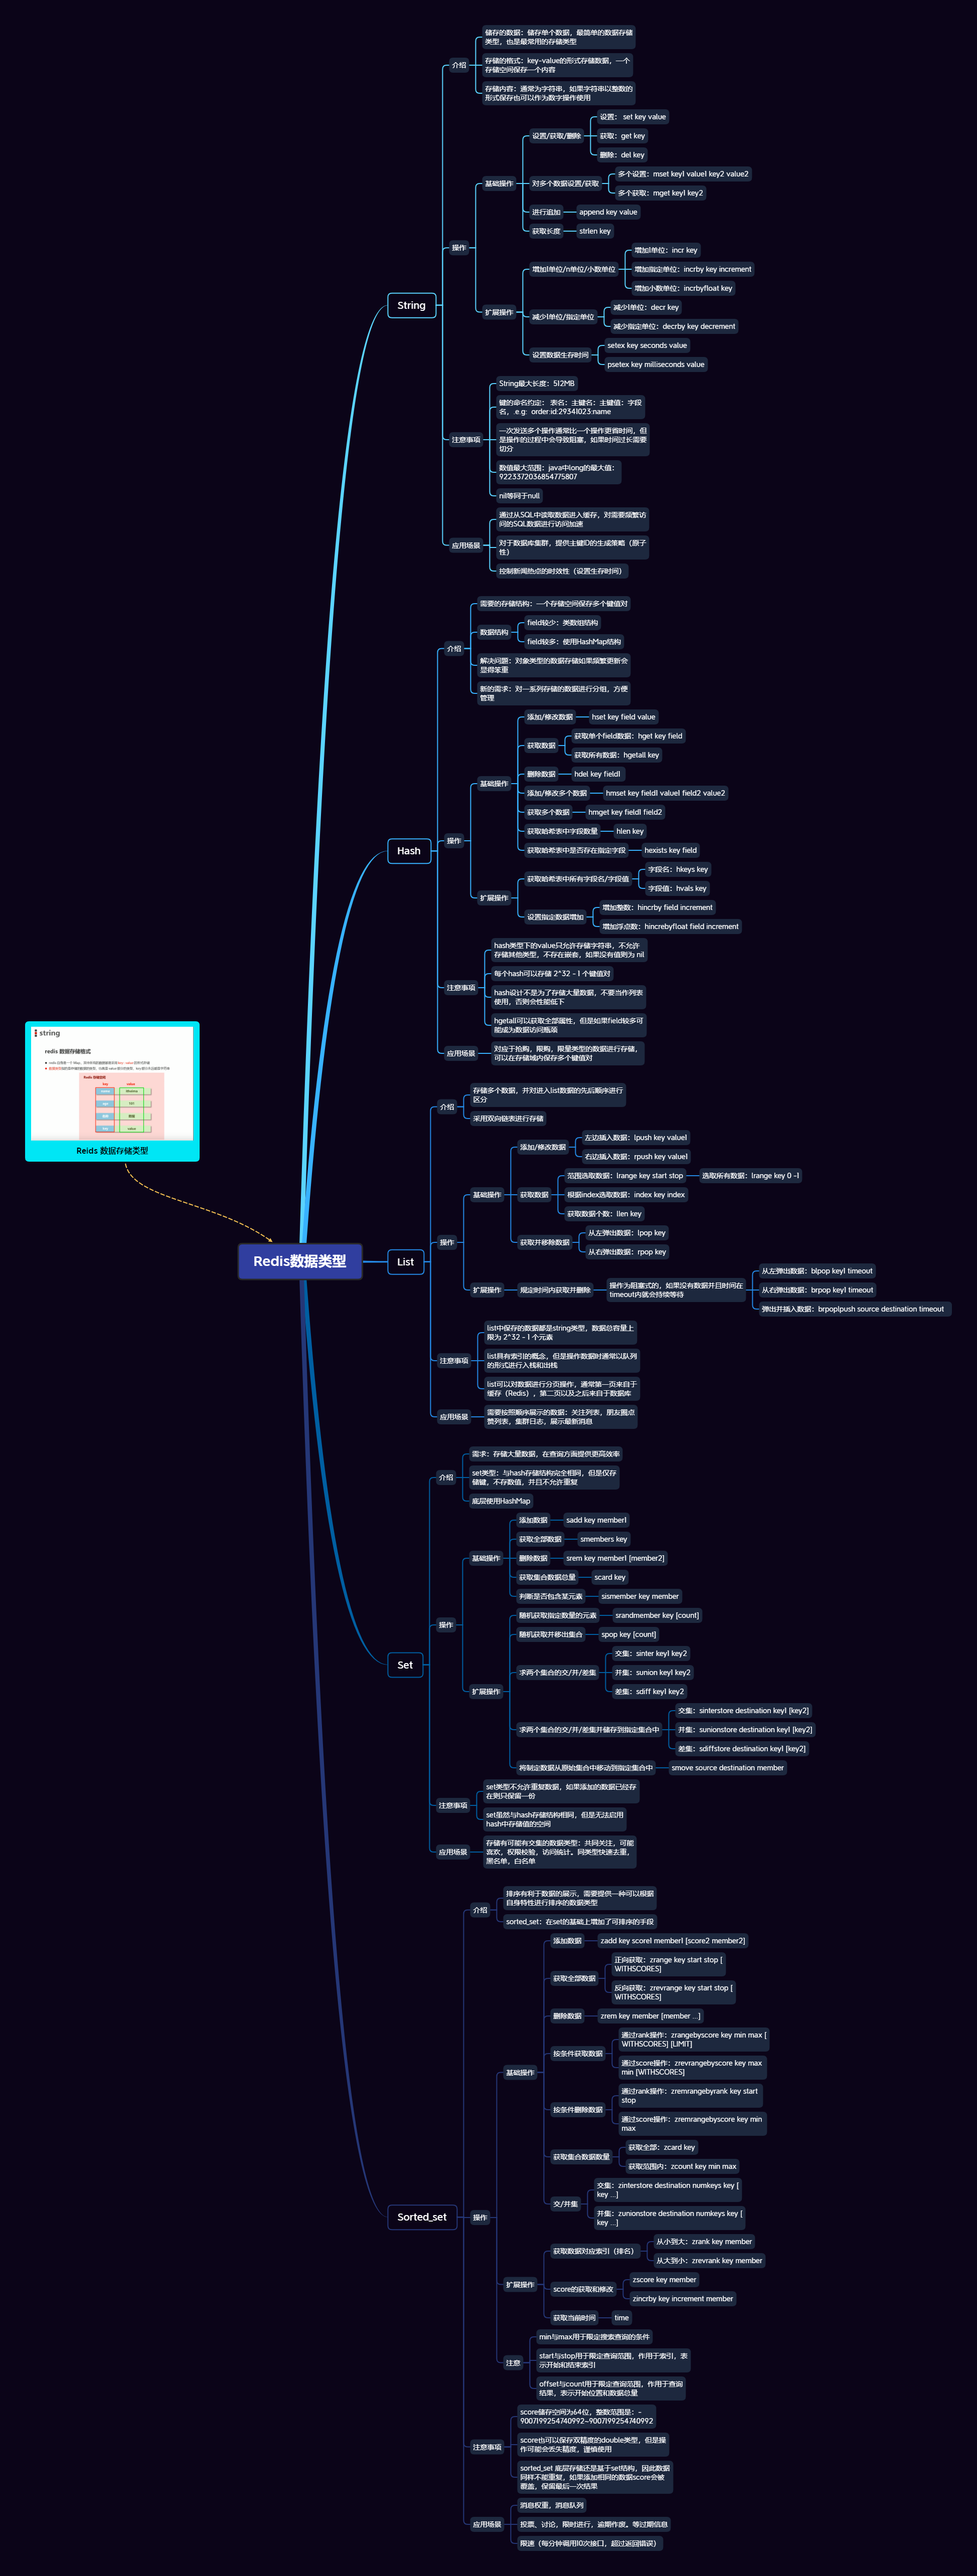 储存的数据：储存单个数据，最简单的数据存储
类型，也是最常用的存储类型
介绍
存储的格式：key-value的形式存储数据，一个
存储空间保存一个内容
存储内容：通常为字符串，如果字符串以整数的
形式保存也可以作为数字操作使用
设置： set key value
设置/获取/删除
获取：get key
删除：del key
基础操作
对多个数据设置/获取
多个设置：mset key1 value1 key2 value2
多个获取：mget key1 key2
进行追加
append key value
获取长度
strlen key
操作
增加1单位/n单位/小数单位
增加1单位：incr key
增加指定单位：incrby key increment
增加小数单位：incrbyfloat key
String
扩展操作
减少1单位/指定单位
减少1单位：decr key
减少指定单位：decrby key decrement
设置数据生存时间
setex key seconds value
psetex key milliseconds value
String最大长度：512MB
键的命名约定： 表名：主键名：主键值：字段
名，.e.g: order:id:29341023:name
注意事项
一次发送多个操作通常比一个操作更省时间，但
是操作的过程中会导致阻塞，如果时间过长需要
切分
数值最大范围：java中long的最大值：
9223372036854775807
nil等同于null
通过从SQL中读取数据进入缓存，对需要频繁访
问的SQL数据进行访问加速
应用场景
对于数据库集群，提供主键ID的生成策略（原子
性）
控制新闻热点的时效性（设置生存时间）
需要的存储结构：一个存储空间保存多个键值对
数据结构
field较少：类数组结构
field较多：使用HashMap结构
介绍
解决问题：对象类型的数据存储如果频繁更新会
显得笨重
新的需求：对一系列存储的数据进行分组，方便
管理
添加/修改数据
hset key field value
获取数据
获取单个field数据：hget key field
获取所有数据：hgetall key
删除数据
hdel key field1
基础操作
添加/修改多个数据
hmset key field1 value1 field2 value2
获取多个数据
hmget key field1 field2
获取哈希表中字段数量
hlen key
操作
Hash
获取哈希表中是否存在指定字段
hexists key field
扩展操作
获取哈希表中所有字段名/字段值
字段名：hkeys key
字段值：hvals key
设置指定数据增加
增加整数：hincrby field increment
增加浮点数：hincrebyfloat field increment
hash类型下的value只允许存储字符串，不允许
存储其他类型，不存在嵌套，如果没有值则为 nil
每个hash可以存储 2^32 - 1 个键值对
注意事项
hash设计不是为了存储大量数据，不要当作列表
使用，否则会性能低下
hgetall可以获取全部属性，但是如果field较多可
能成为数据访问瓶颈
应用场景
对应于抢购，限购，限量类型的数据进行存储，
可以在存储域内保存多个键值对
string
redis 数据存储格式
Redis 存储空间
key
value
Reids 数据存储类型
Redis数据类型
存储多个数据，并对进入list数据的先后顺序进行
区分
介绍
采用双向链表进行存储
添加/修改数据
左边插入数据：lpush key value1
右边插入数据：rpush key value1
基础操作
获取数据
范围选取数据：lrange key start stop
选取所有数据：lrange key 0 -1
根据index选取数据：index key index
获取数据个数：llen key
获取并移除数据
从左弹出数据：lpop key
从右弹出数据：rpop key
操作
List
扩展操作
规定时间内获取并删除
操作为阻塞式的，如果没有数据并且时间在
timeout内就会持续等待
从左弹出数据：blpop key1 timeout
从右弹出数据：brpop key1 timeout
弹出并插入数据：brpoplpush source destination timeout
list中保存的数据都是string类型，数据总容量上
限为 2^32 - 1 个元素
注意事项
list具有索引的概念，但是操作数据时通常以队列
的形式进行入栈和出栈
list可以对数据进行分页操作，通常第一页来自于
缓存（Redis），第二页以及之后来自于数据库
应用场景
需要按照顺序展示的数据：关注列表，朋友圈点
赞列表，集群日志，展示最新消息
需求：存储大量数据，在查询方面提供更高效率
介绍
set类型：与hash存储结构完全相同，但是仅存
储键，不存数值，并且不允许重复
底层使用HashMap
添加数据
sadd key member1
获取全部数据
smembers key
基础操作
删除数据
srem key member1 [member2]
获取集合数据总量
scard key
判断是否包含某元素
sismember key member
操作
随机获取指定数量的元素
srandmember key [count]
随机获取并移出集合
spop key [count]
Set
扩展操作
求两个集合的交/并/差集
交集：sinter key1 key2
并集：sunion key1 key2
差集：sdiff key1 key2
求两个集合的交/并/差集并储存到指定集合中
交集：sinterstore destination key1 [key2]
并集：sunionstore destination key1 [key2]
差集：sdiffstore destination key1 [key2]
将制定数据从原始集合中移动到指定集合中
smove source destination member
注意事项
set类型不允许重复数据，如果添加的数据已经存
在则只保留一份
set虽然与hash存储结构相同，但是无法启用
hash中存储值的空间
应用场景
存储有可能有交集的数据类型：共同关注，可能
喜欢，权限校验，访问统计。同类型快速去重，
黑名单，白名单
介绍
排序有利于数据的展示，需要提供一种可以根据
自身特性进行排序的数据类型
sorted_set：在set的基础上增加了可排序的手段
添加数据
zadd key score1 member1 [score2 member2]
获取全部数据
正向获取：zrange key start stop [
WITHSCORES]
反向获取：zrevrange key start stop [
WITHSCORES]
删除数据
zrem key member [member ...]
按条件获取数据
通过rank操作：zrangebyscore key min max [
WITHSCORES] [LIMIT]
通过score操作：zrevrangebyscore key max
min [WITHSCORES]
基础操作
按条件删除数据
通过rank操作：zremrangebyrank key start
stop
通过score操作：zremrangebyscore key min
max
获取集合数据数量
获取全部：zcard key
获取范围内：zcount key min max
交/并集
交集：zinterstore destination numkeys key [
key ...]
并集：zunionstore destination numkeys key [
key ...]
Sorted_set
操作
扩展操作
获取数据对应索引（排名）
从小到大：zrank key member
从大到小：zrevrank key member
score的获取和修改
zscore key member
zincrby key increment member
获取当前时间
time
注意
min与max用于限定搜索查询的条件
start与stop用于限定查询范围，作用于索引，表
示开始和结束索引
offset与count用于限定查询范围，作用于查询
结果，表示开始位置和数据总量
注意事项
score储存空间为64位，整数范围是：-
9007199254740992~9007199254740992
score也可以保存双精度的double类型，但是操
作可能会丢失精度，谨慎使用
sorted_set 底层存储还是基于set结构，因此数据
同样不能重复，如果添加相同的数据score会被
覆盖，保留最后一次结果
应用场景
消息权重，消息队列
投票、讨论，限时进行，逾期作废。等过期信息
限速（每分钟调用10次接口，超过返回错误）